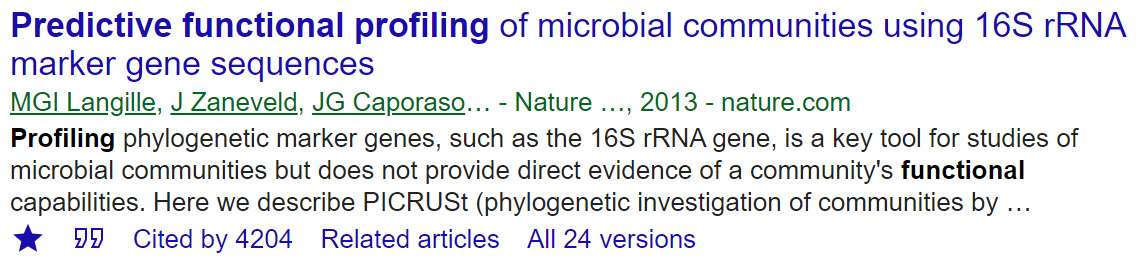 Predictive functional profiling of microbial communities using 16S rRNA
marker gene sequences
MGI Langille, J Zaneveld, JG Caporaso… - Nature …, 2013 - nature.com
Profiling phylogenetic marker genes, such as the 16S rRNA gene, is a key tool for studies of
microbial communities but does not provide direct evidence of a community's functional
capabilities. Here we describe PICRUSt (phylogenetic investigation of communities by …
Cited by 4204 Related articles All 24 versions